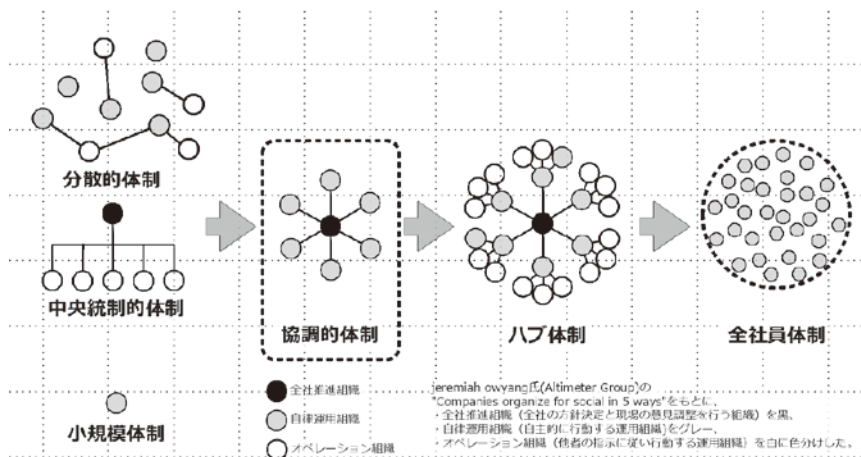 分散的体制
中央統制的体制
小規模体制
協調的体制
ハブ体制
全社員体制
全社推進組織
自律運用組織
オペレーション組織
jeremiah owyang氏(Altimeter Group)の
"Companies organize for social in 5 ways"をもとに、
・全社推進組織（全社の方針決定と現場の意見調整を行う組織）を黒、
・自律運用組織（自主的に行動する運用組織)をグレー、
・オペレーション組織（他者の指示に従い行動する運用組織）を白に色分けした。